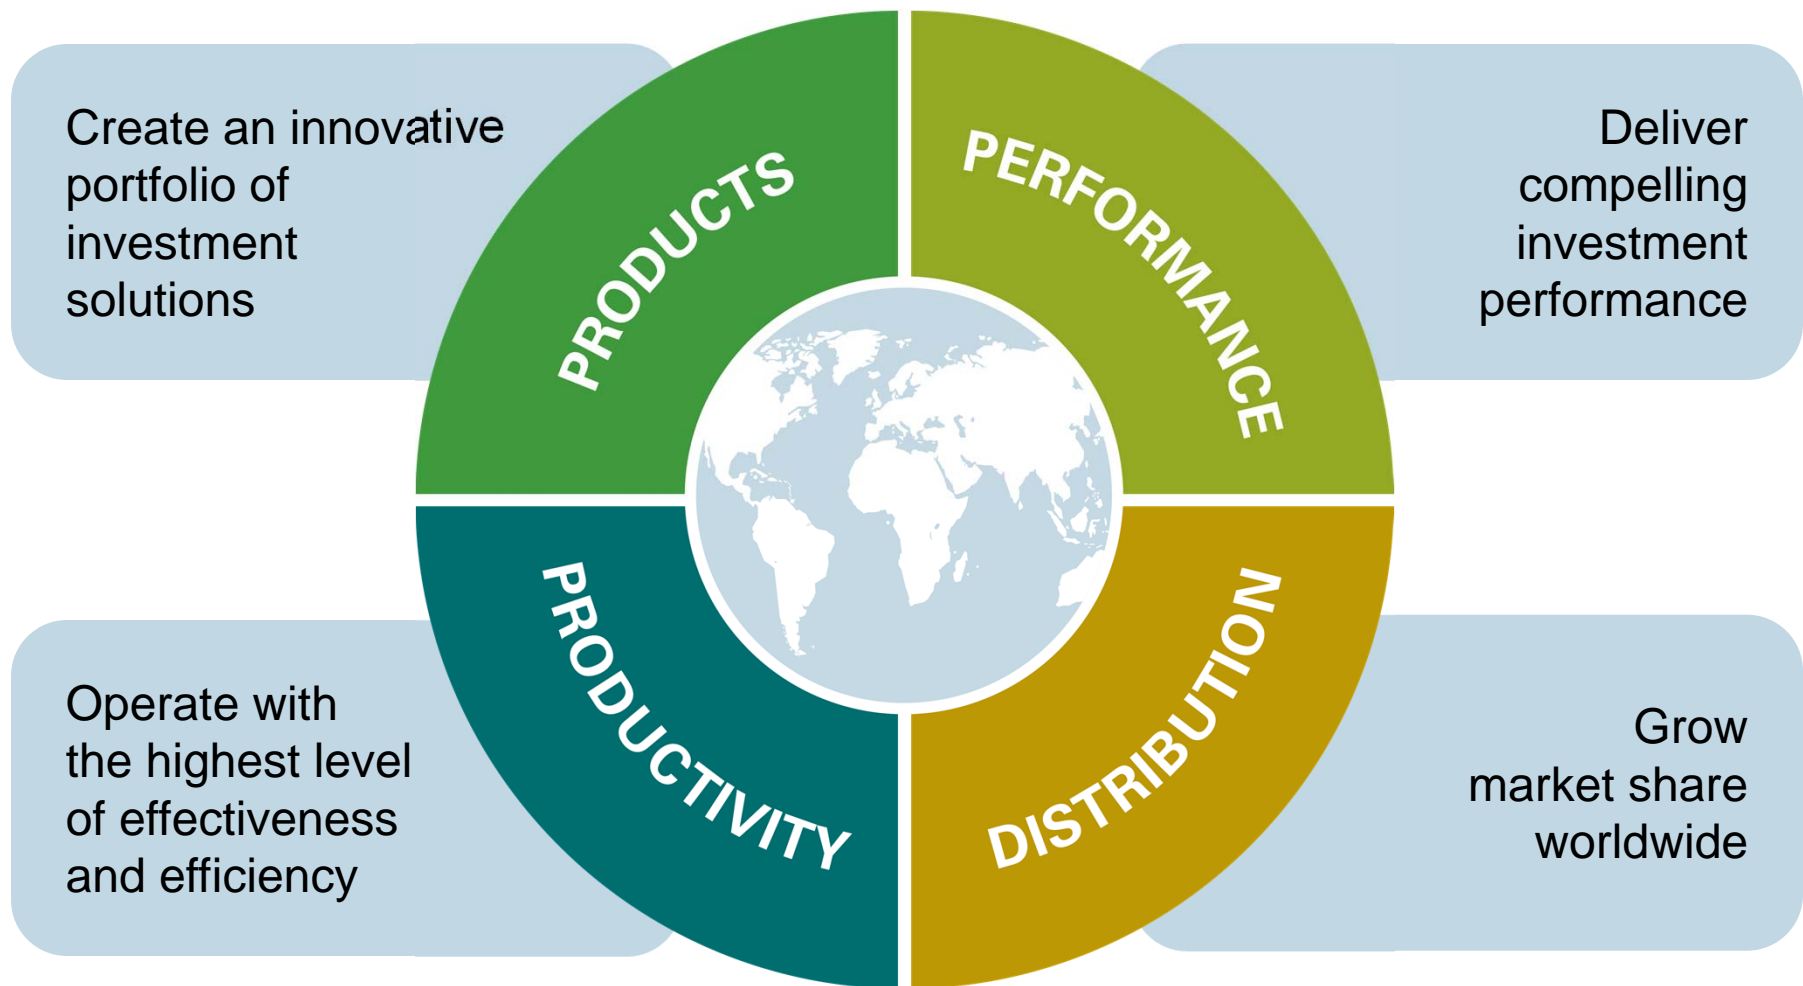 Create an innovative
portfolio of
investment
solutions
PRODUCTS
PERFORMANCE
Deliver
compelling
investment
performance
Operate with
the highest level
of effectiveness
and efficiency
PRODUCTIVITY
DISTRIBUTION
Grow
market share
worldwide